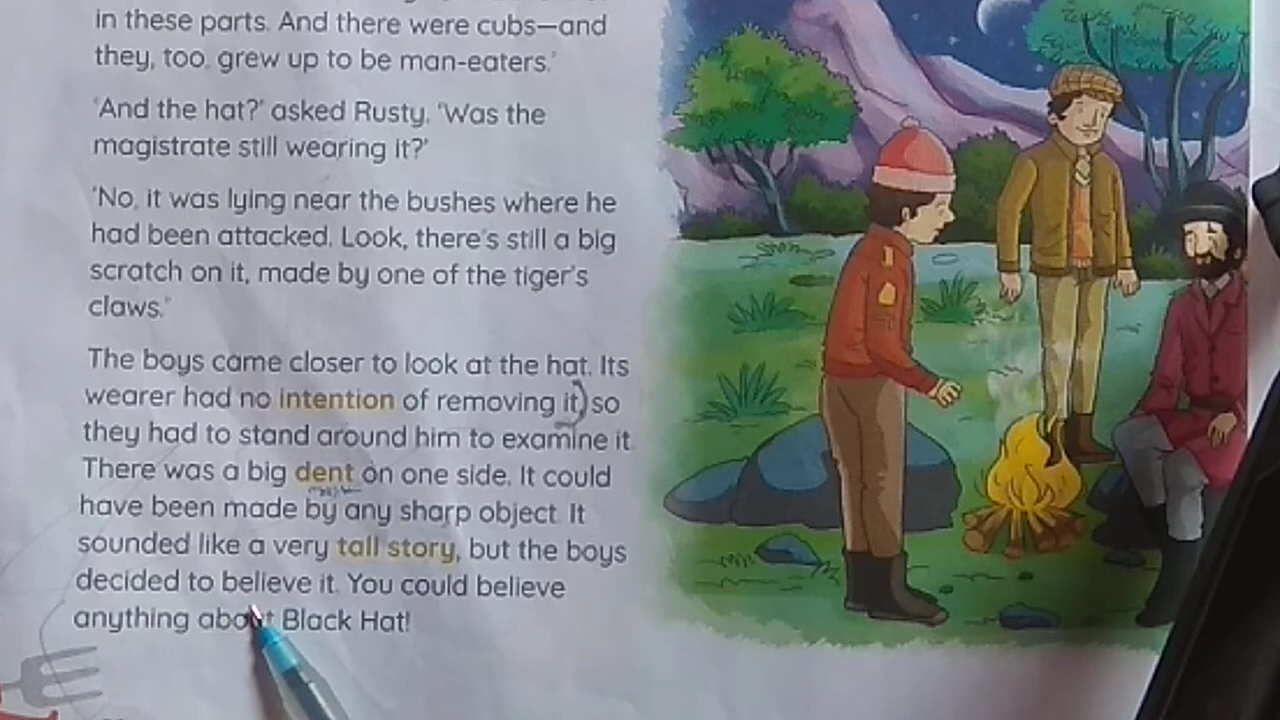 in these parts. And there were cubs—and
they, too, grew up to be man-eaters.'
'And the hat?' asked Rusty. 'Was the
magistrate still wearing it?'
'No, it was lying near the bushes where he
had been attacked. Look, there's still a big
scratch on it, made by one of the tiger's
claws.'
The boys came closer to look at the hat. Its
wearer had no intention of removing it, so
they had to stand around him to examine it.
There was a big dent on one side. It could
have been made by any sharp object. It
sounded like a very tall story, but the boys
decided to believe it. You could believe
anything about Black Hat!